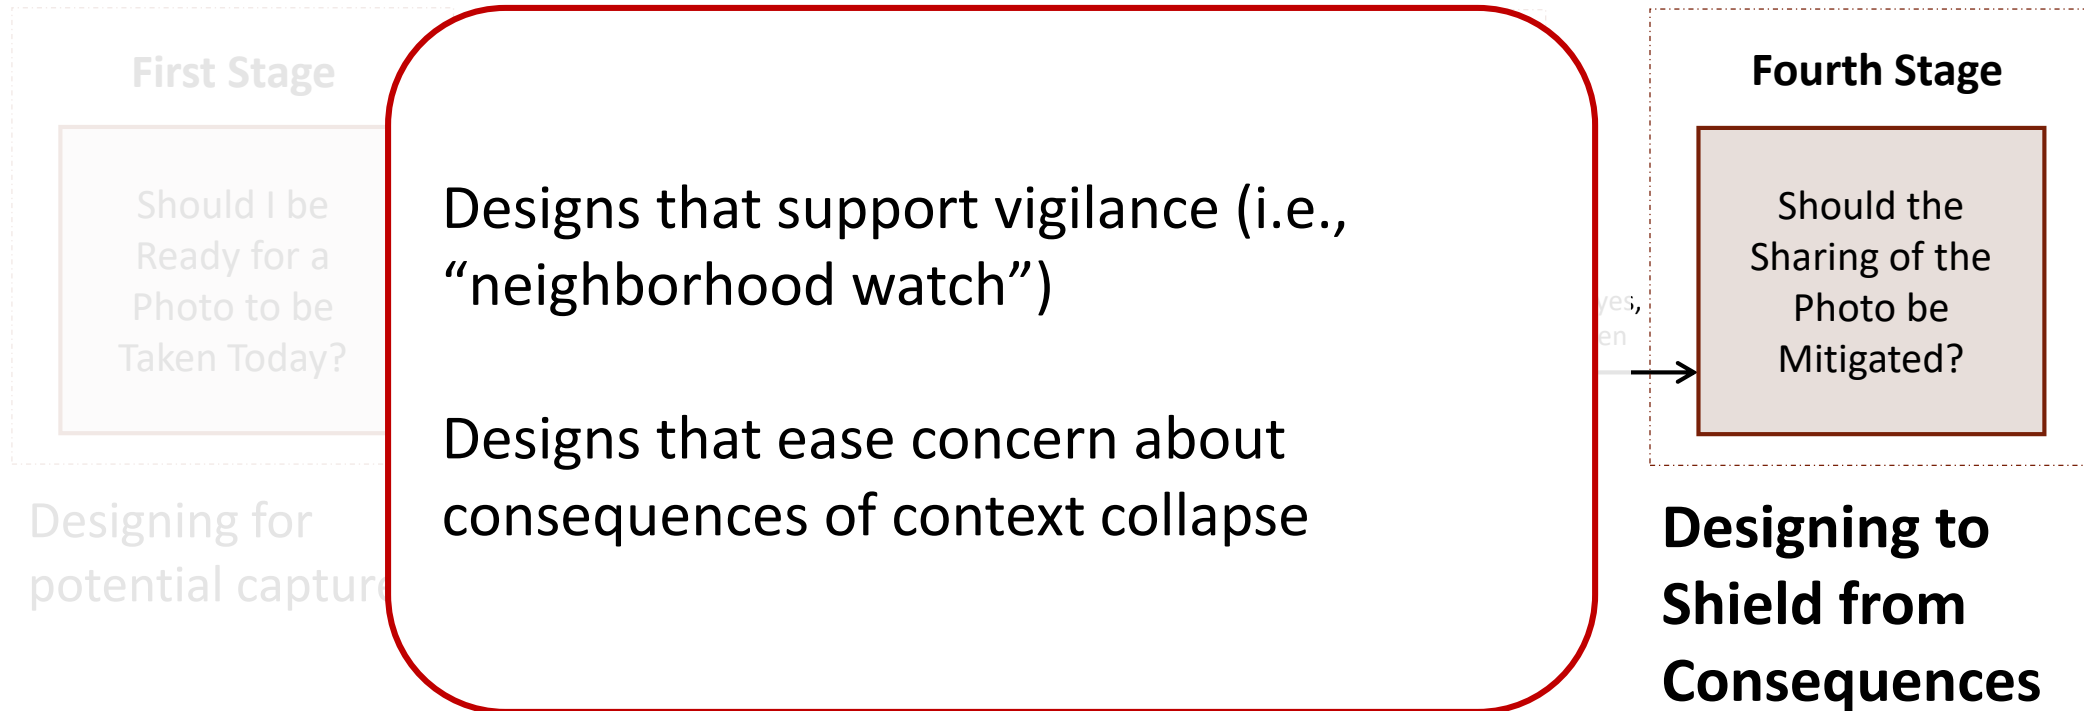 First Stage
Should I be
Ready for a
Photo to be
Taken Today?
Designing for
potential capture
Designs that support vigilance (i.e.,
“neighborhood watch”)
Designs that ease concern about
consequences of context collapse
yes,
Fourth Stage
Should the
Sharing of the
Photo be
Mitigated?
Designing to
Shield from
Consequences